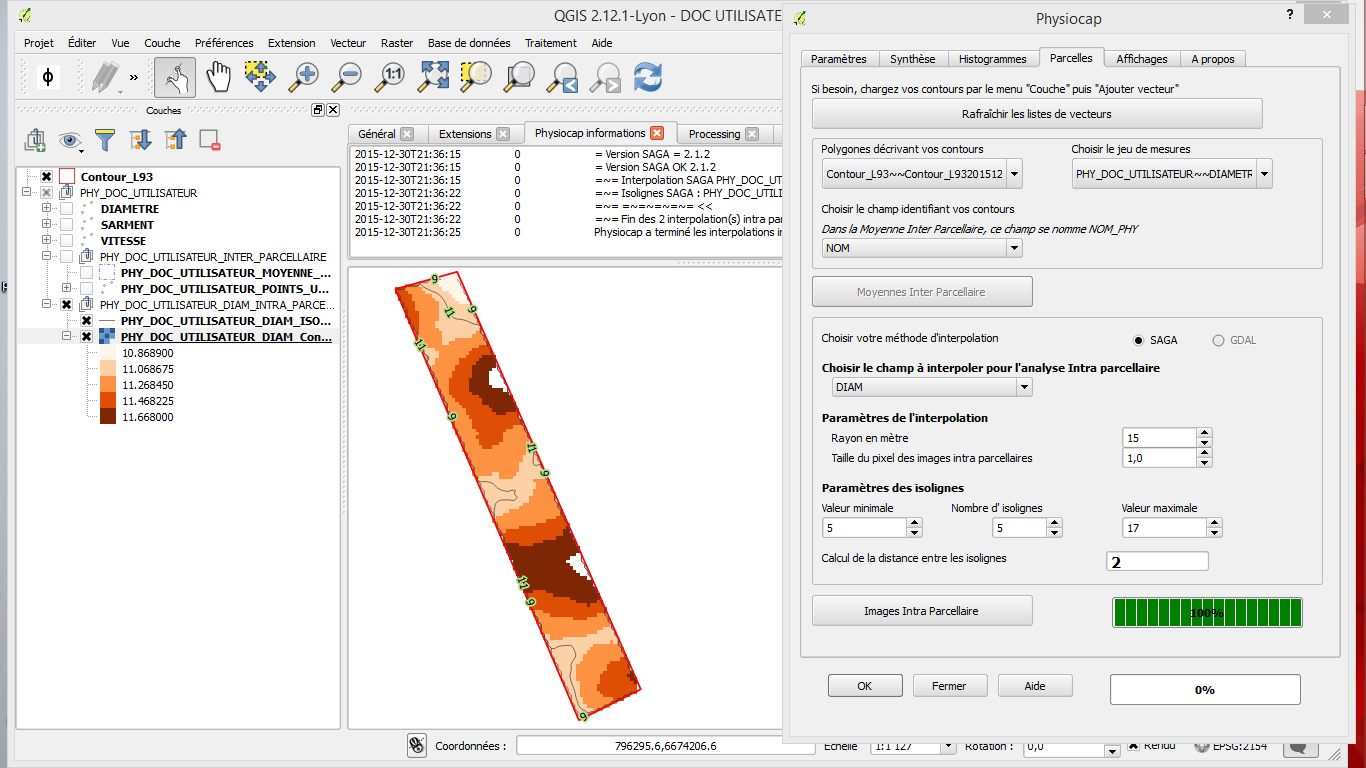 QGIS 2.12.1-Lyon - DOC UTILISATE
Projet Éditer Vue Couche Préférences Extension Vecteur Raster Base de données Traitement Aide
ф »
1:1
Couches
Contour_L93
PHY_DOC_UTILISATEUR
DIAMETRE
SARMENT
VITESSE
PHY_DOC_UTILISATEUR_INTER_PARCELLAIRE
PHY_DOC_UTILISATEUR_MOYENNE_...
PHY_DOC_UTILISATEUR_POINTS_U...
PHY_DOC_UTILISATEUR_DIAM_INTRA_PARCE...
PHY_DOC_UTILISATEUR_DIAM_ISO...
PHY_DOC_UTILISATEUR_DIAM_Con...
10.868900
11.068675
11.268450
11.468225
11.668000
Général Extensions Physiocap informations Processing
2015-12-30T21:36:15 0 = Version SAGA = 2.1.2
2015-12-30T21:36:15 0 = Version SAGA OK 2.1.2
2015-12-30T21:36:15 0 =~= Interpolation SAGA PHY_DOC_UT
2015-12-30T21:36:22 0 =~= Isolignes SAGA : PHY_DOC_UTILI
2015-12-30T21:36:22 0 =~= =~=~=~=~= <<
2015-12-30T21:36:22 0 =~= Fin des 2 interpolation(s) intra pa
2015-12-30T21:36:25 0 Physiocap a terminé les interpolations in
9
11
9
11
9
11
9
11
9
9
Coordonnées : 796295.6,6674206.6 Echelle 1:1 127 Rotation : 0,0 Rendu EPSG:2154
Physiocap
?
Paramètres Synthèse Histogrammes Parcelles Affichages A propos
Si besoin, chargez vos contours par le menu "Couche" puis "Ajouter vecteur"
Rafraîchir les listes de vecteurs
Polygones décrivant vos contours Choisir le jeu de mesures
Contour_L93~~Contour_L93201512 PHY_DOC_UTILISATEUR~~DIAMETR
Choisir le champ identifiant vos contours
Dans la Moyenne Inter Parcellaire, ce champ se nomme NOM_PHY
NOM
Moyennes Inter Parcellaire
Choisir votre méthode d'interpolation SAGA GDAL
Choisir le champ à interpoler pour l'analyse Intra parcellaire
DIAM
Paramètres de l'interpolation
Rayon en mètre 15
Taille du pixel des images intra parcellaires 1,0
Paramètres des isolignes
Valeur minimale Nombre d' isolignes Valeur maximale
5 5 17
Calcul de la distance entre les isolignes 2
Images Intra Parcellaire 100%
OK Fermer Aide 0%